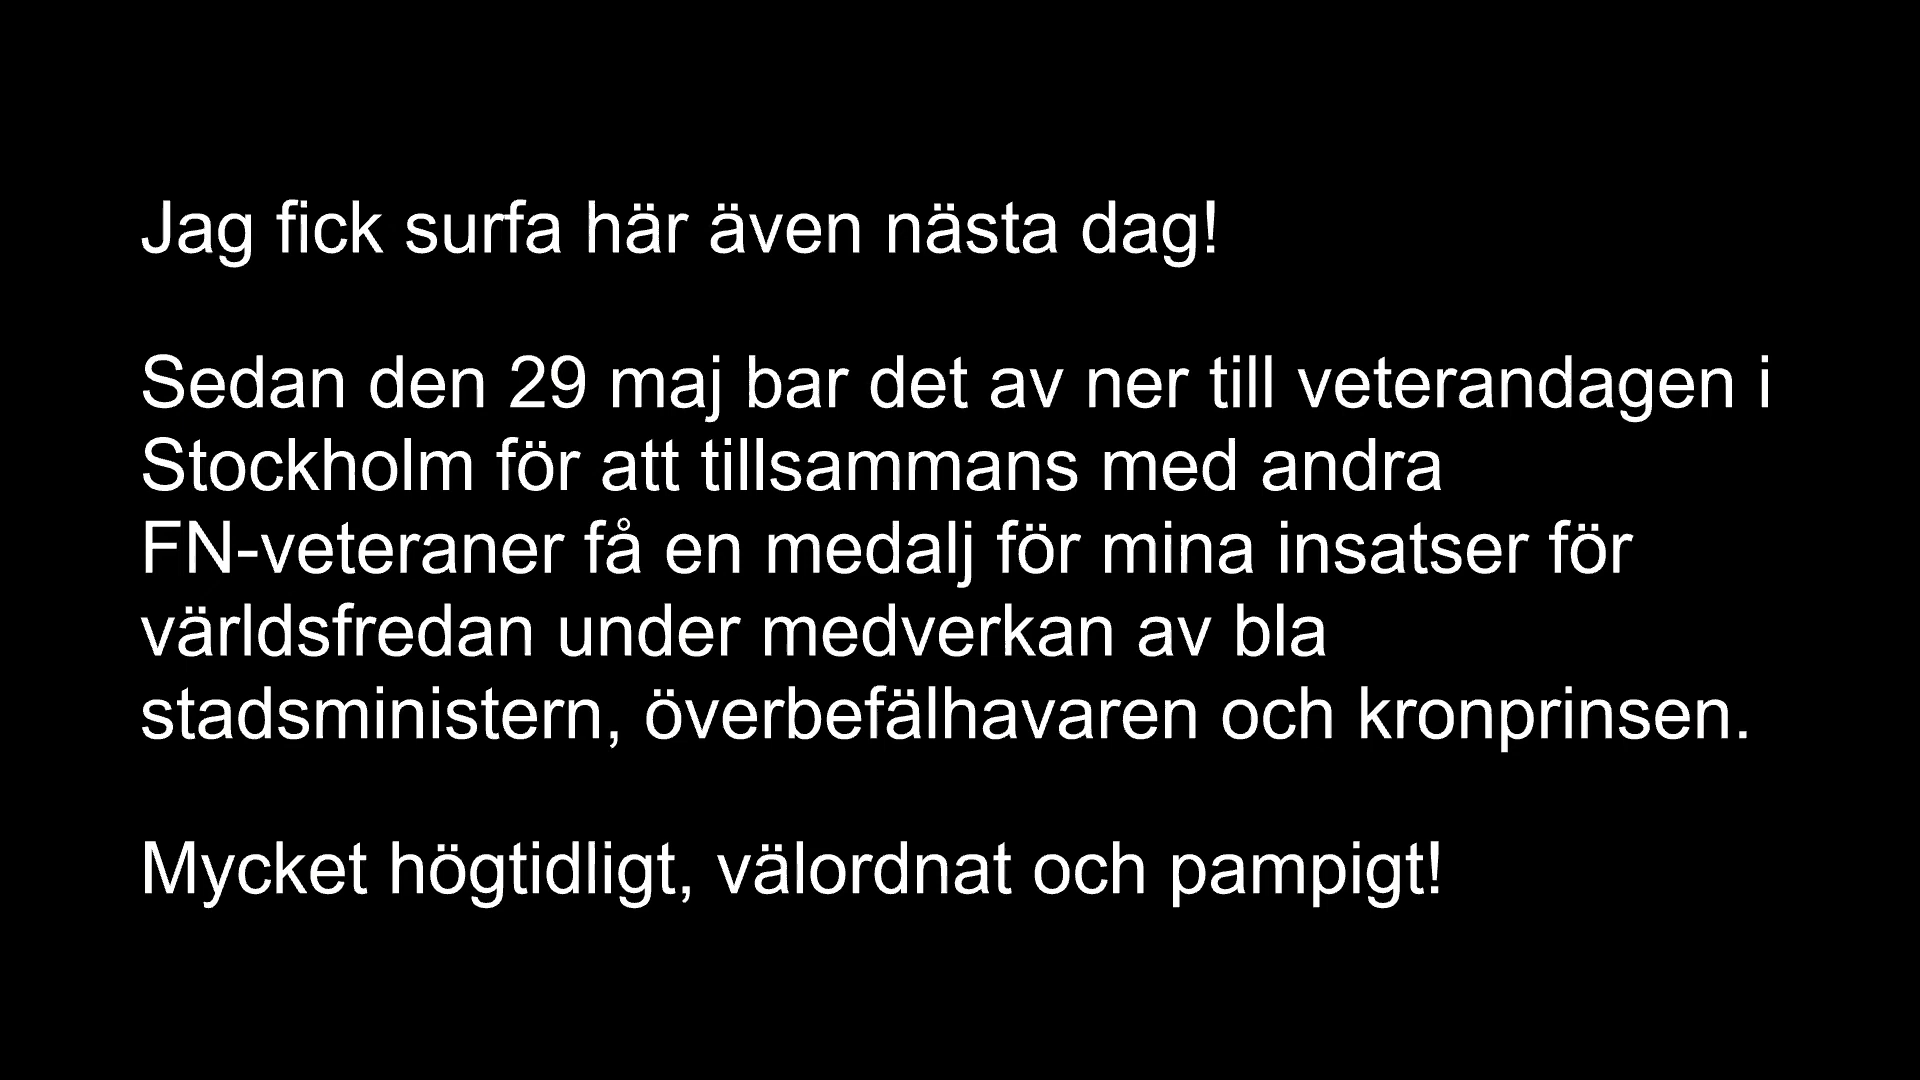 Jag fick surfa här även nästa dag!
Sedan den 29 maj bar det av ner till veterandagen i
Stockholm för att tillsammans med andra
FN-veteraner få en medalj för mina insatser för
världsfredan under medverkan av bla
stadsministern, överbefälhavaren och kronprinsen.
Mycket högtidligt, välordnat och pampigt!